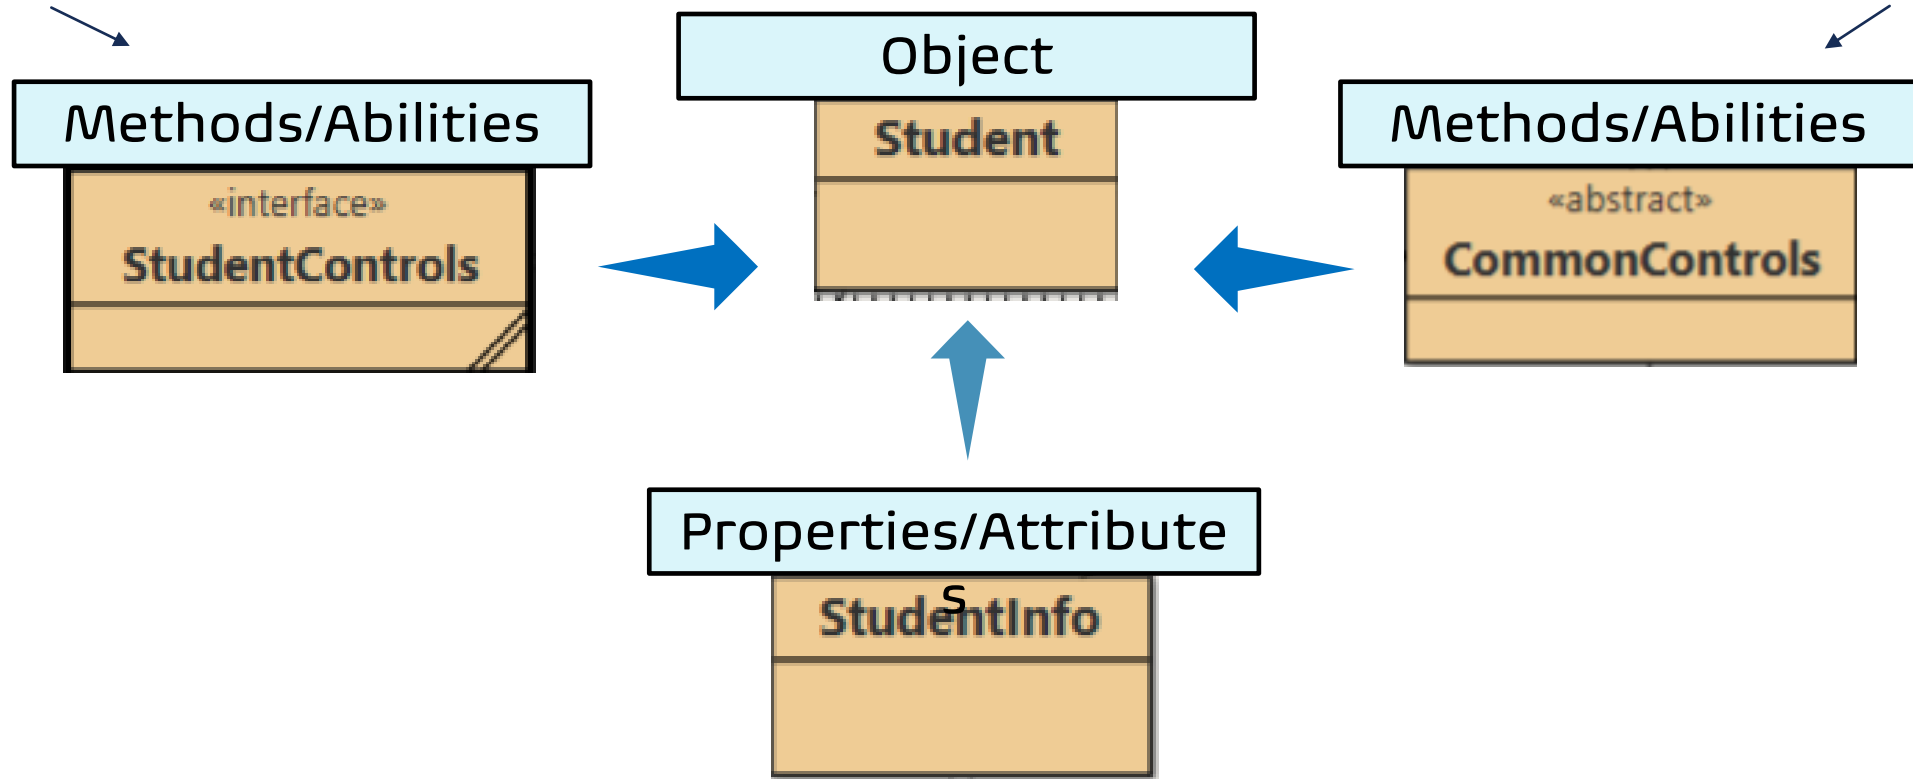 Object
Student
Methods/Abilities
«interface»
StudentControls
Methods/Abilities
«abstract»
CommonControls
Properties/Attribute
s
StudentInfo